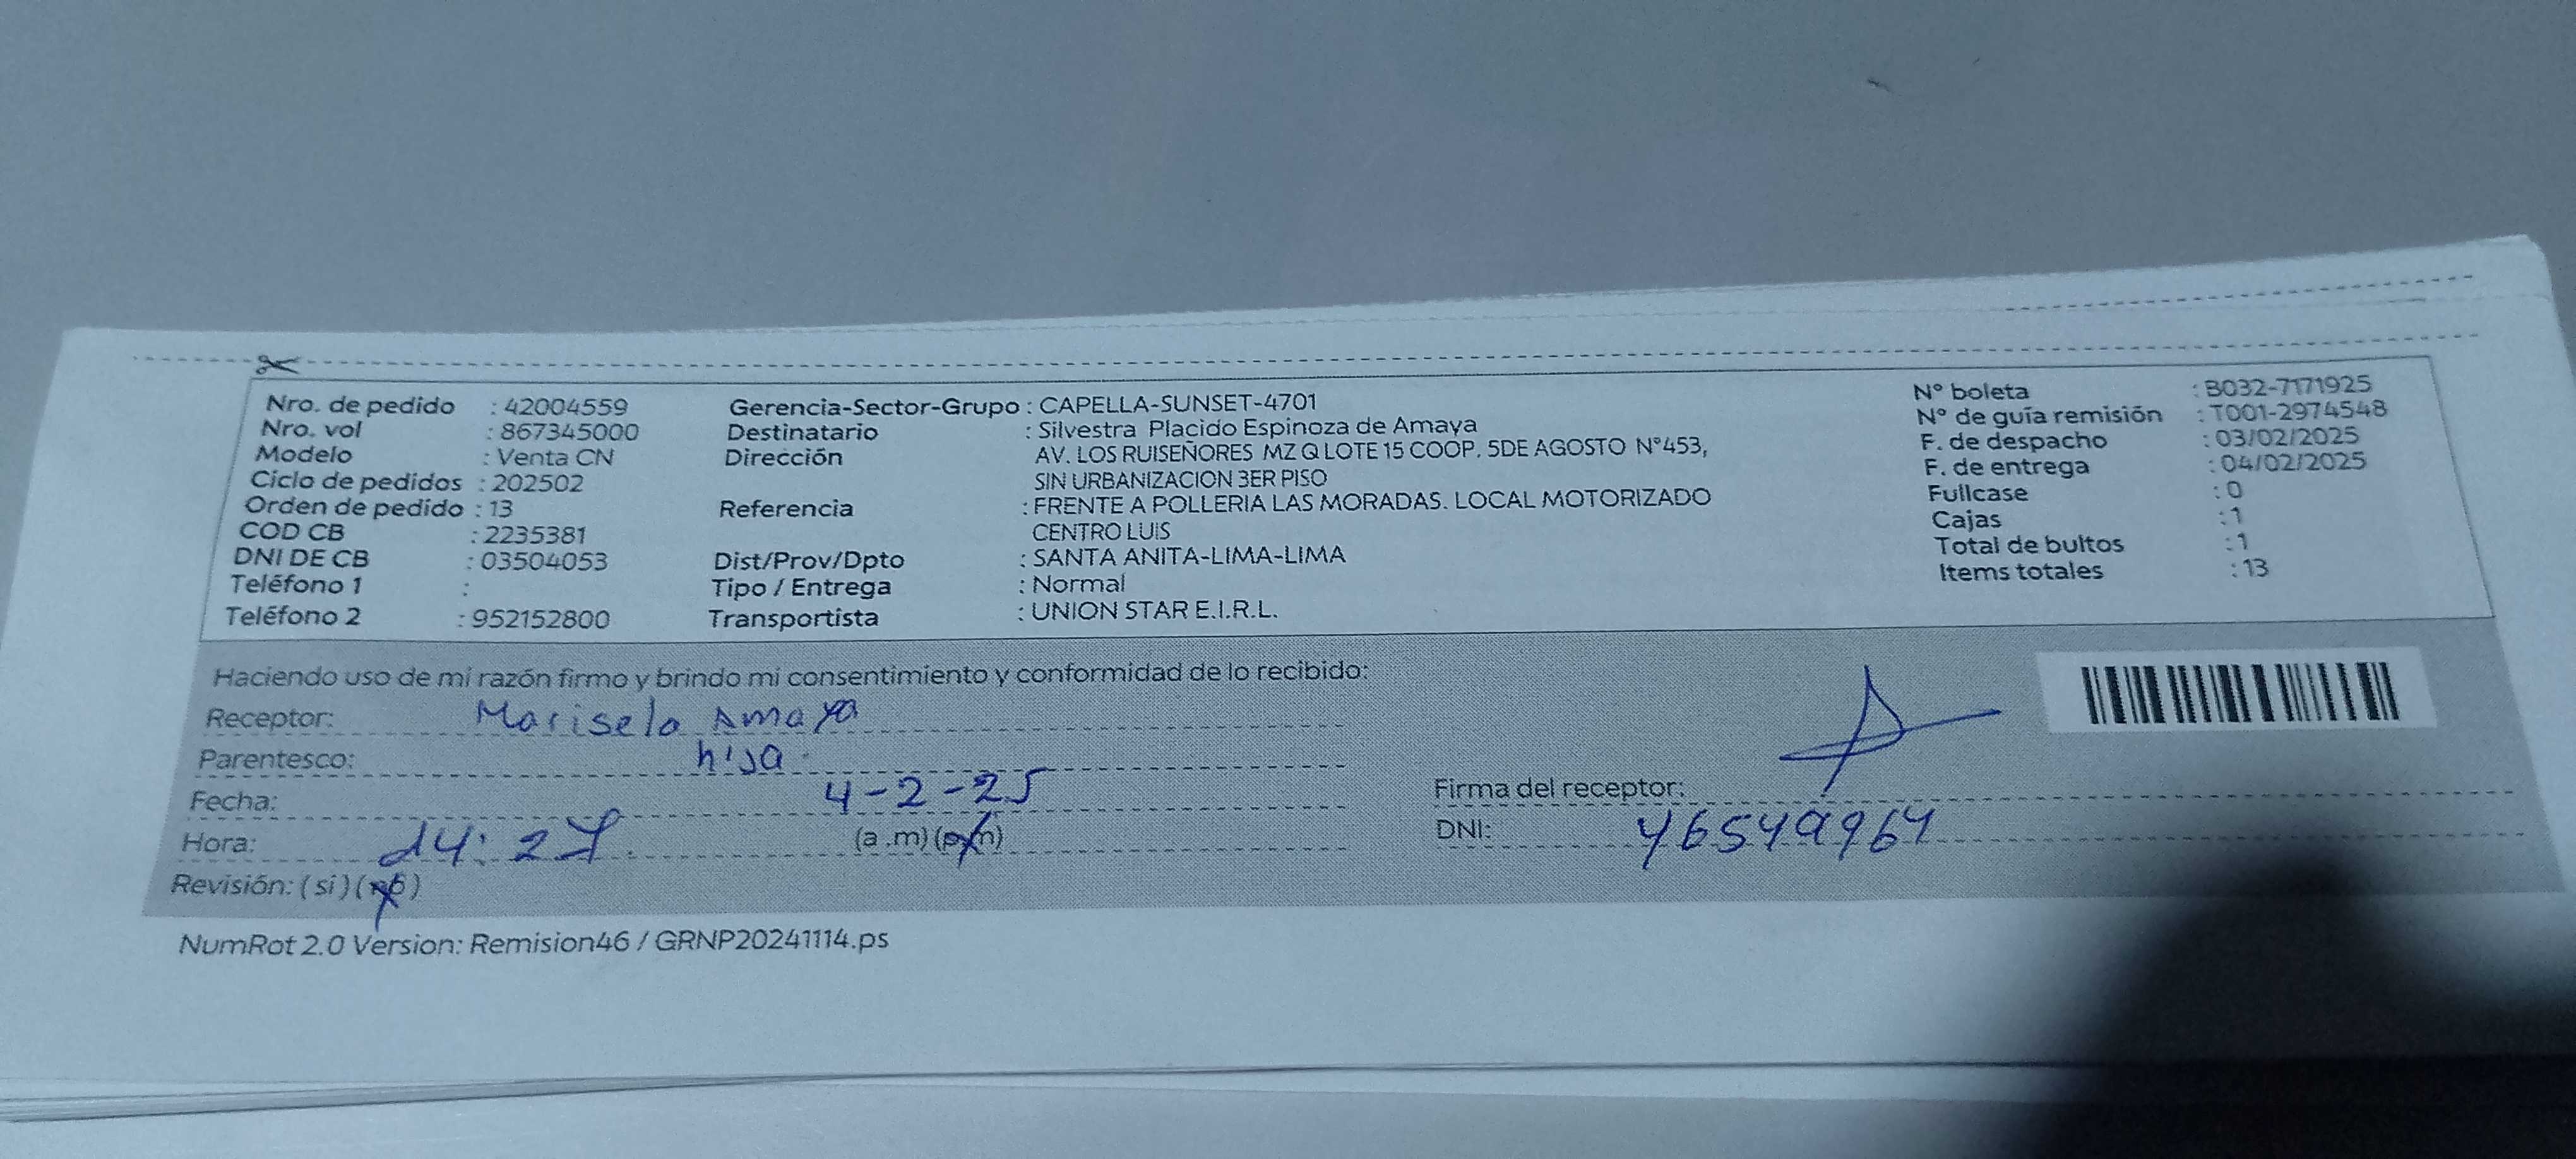 Nro. de pedido : 42004559
Nro. vol : 867345000
Modelo : Venta CN
Ciclo de pedidos : 202502
Orden de pedido : 13
COD CB : 2235381
DNI DE CB : 03504053
Teléfono 1 :
Teléfono 2 : 952152800
Gerencia-Sector-Grupo : CAPELLA-SUNSET-4701
Destinatario : Silvestra Placido Espinoza de Amaya
Dirección : AV. LOS RUISEÑORES MZ Q LOTE 15 COOP. 5DE AGOSTO N°453,
SIN URBANIZACION 3ER PISO
Referencia : FRENTE A POLLERIA LAS MORADAS. LOCAL MOTORIZADO
CENTRO LUIS
Dist/Prov/Dpto : SANTA ANITA-LIMA-LIMA
Tipo / Entrega : Normal
Transportista : UNION STAR E.I.R.L.
N° boleta : B032-7171925
N° de guía remisión : T001-2974548
F. de despacho : 03/02/2025
F. de entrega : 04/02/2025
Fullcase : 0
Cajas : 1
Total de bultos : 1
Items totales : 13
Haciendo uso de mi razón firmo y brindo mi consentimiento y conformidad de lo recibido:
Receptor: Marisela Amaya
Parentesco: hija
Fecha: 4-2-25
Hora: 14:27 (a.m) (p.m)
Revisión: (si) (no)
Firma del receptor:
DNI: 46549964
NumRot 2.0 Version: Remision46 / GRNP20241114.ps